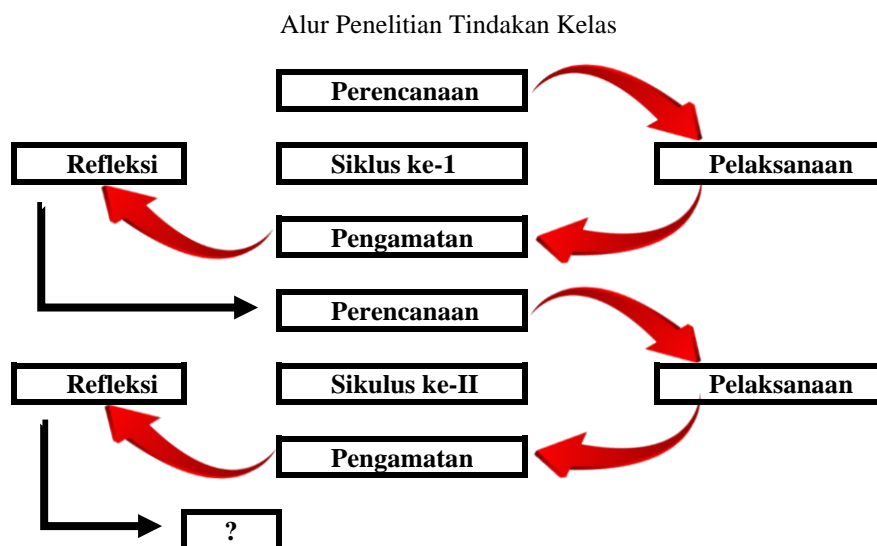 Alur Penelitian Tindakan Kelas
Perencanaan
Refleksi
Siklus ke-1
Pelaksanaan
Pengamatan
Perencanaan
Refleksi
Sikulus ke-II
Pelaksanaan
Pengamatan
?